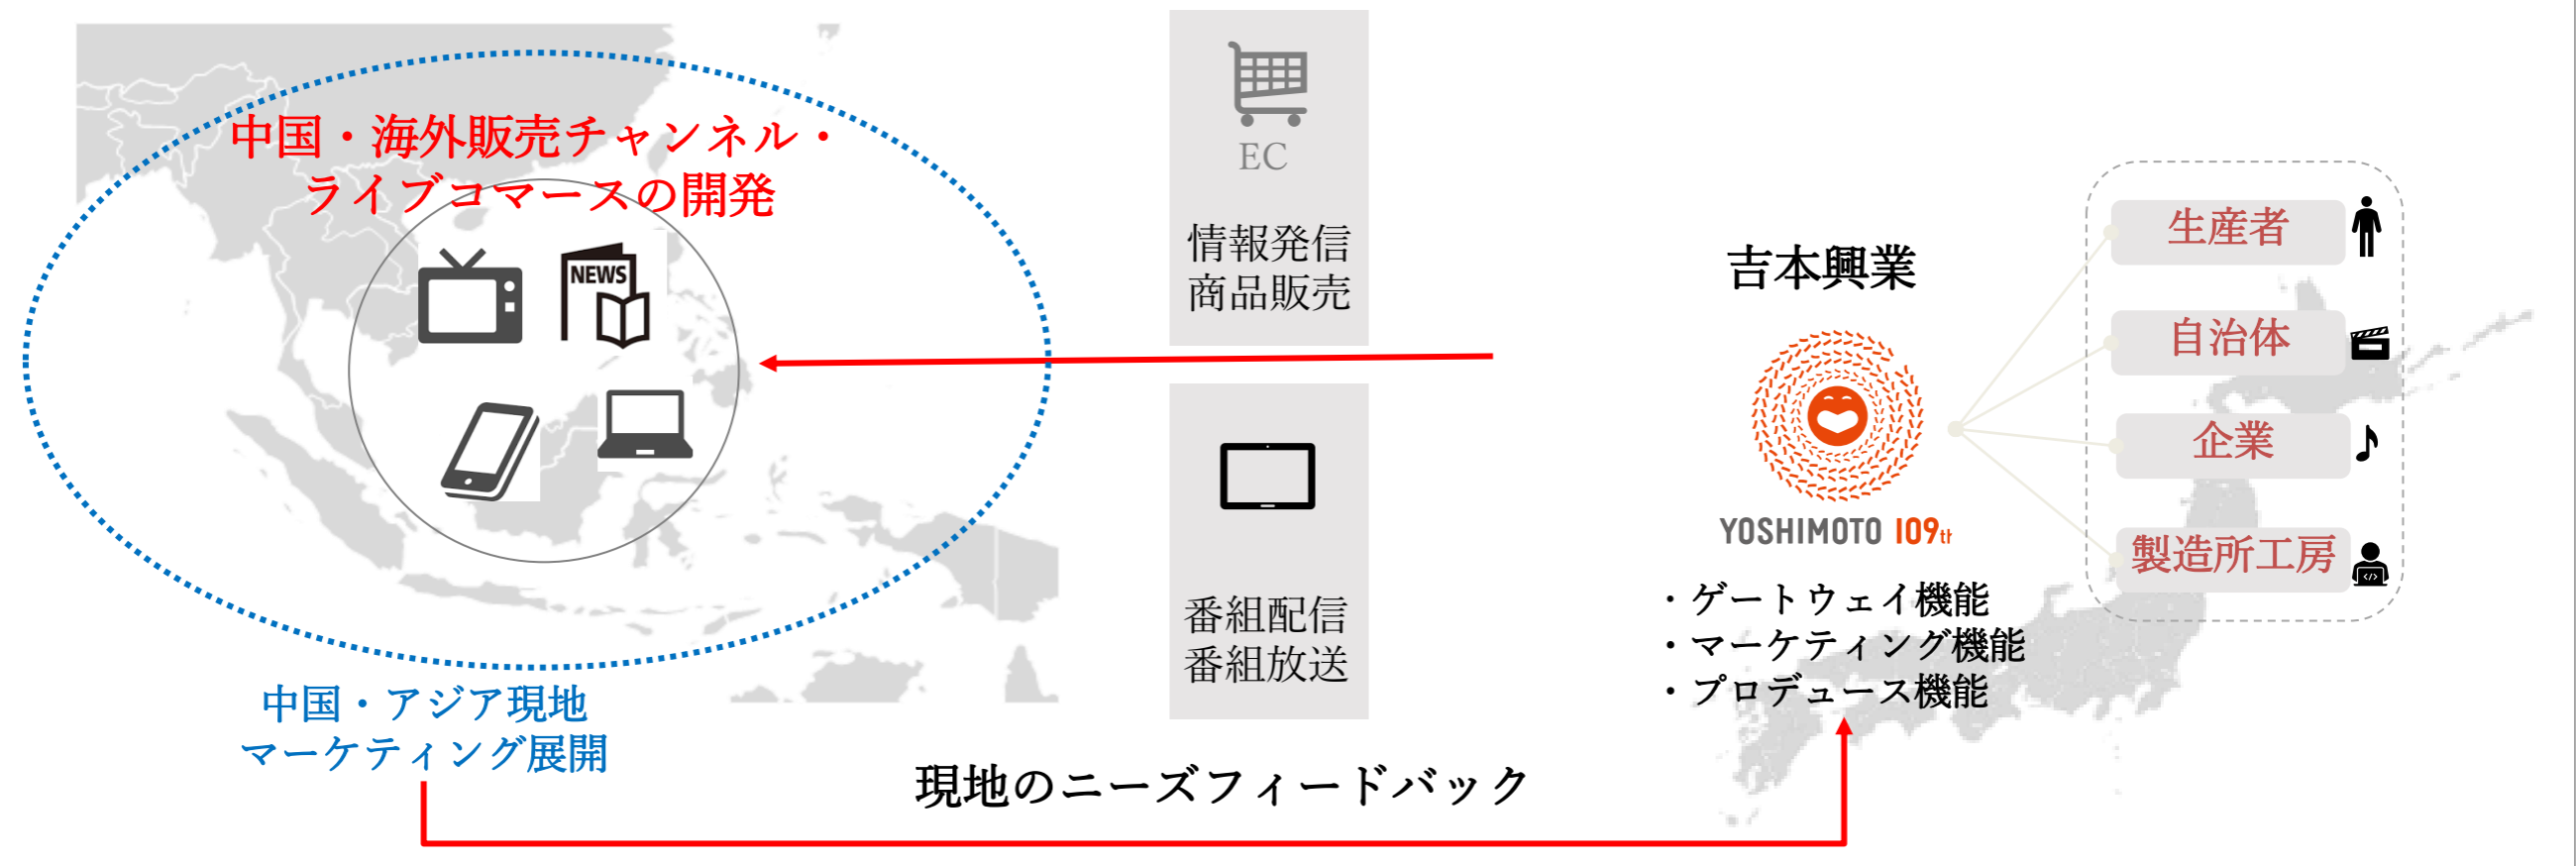 中国・海外販売チャンネル・
ライブコマースの開発
NEWS
中国・アジア現地
マーケティング展開
EC
情報発信
商品販売
番組配信
番組放送
現地のニーズフィードバック
吉本興業
YOSHIMOTO 109th
・ゲートウェイ機能
・マーケティング機能
・プロデュース機能
生産者
自治体
企業
製造所工房